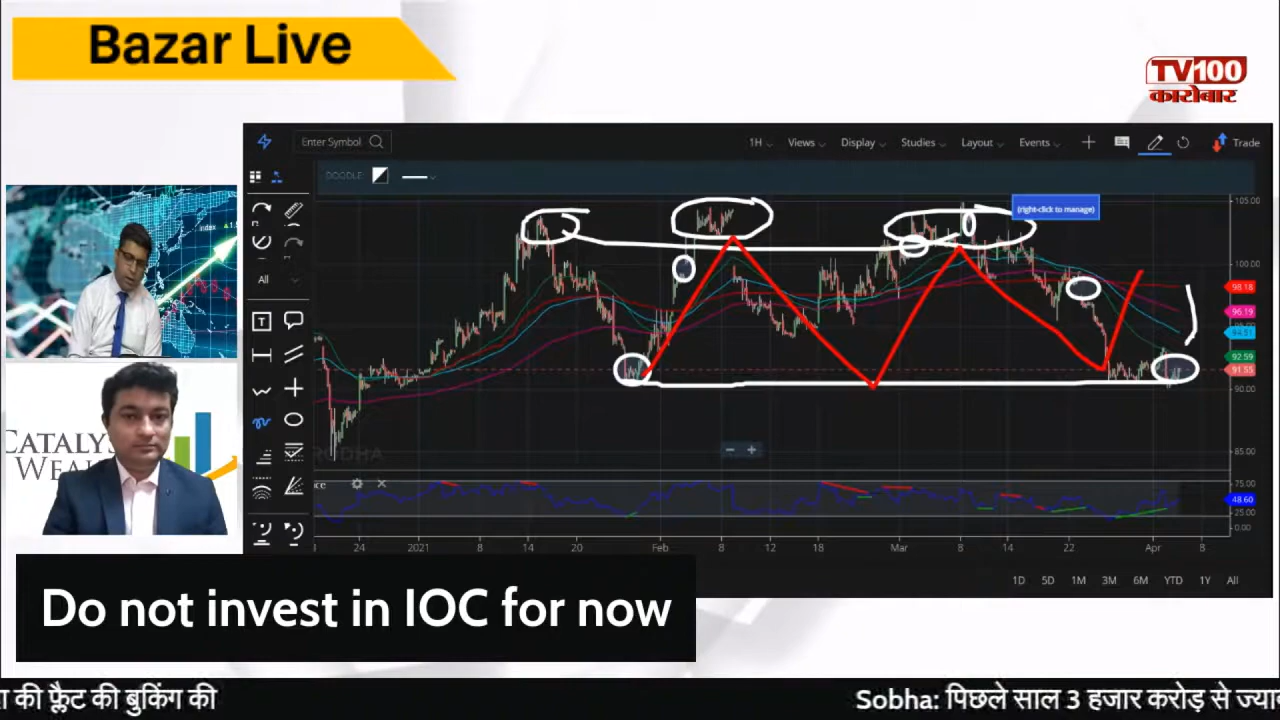 Bazar Live
TV100
कारोबार
Enter Symbol
1H Views Display Studies Layout Events Trade
DOODLE:
(right-click to manage)
105.00
100.00
98.18
96.19
94.51
92.59
91.55
90.00
85.00
75.00
48.60
25.00
0.00
All
24 2021 8 14 20 Feb 8 12 18 Mar 8 14 22 Apr 8
1D 5D 1M 3M 6M YTD 1Y All
CATALYS
WEA
Do not invest in IOC for now
की फ्लैट की बुकिंग की
Sobha: पिछले साल 3 हजार करोड़ से ज्या